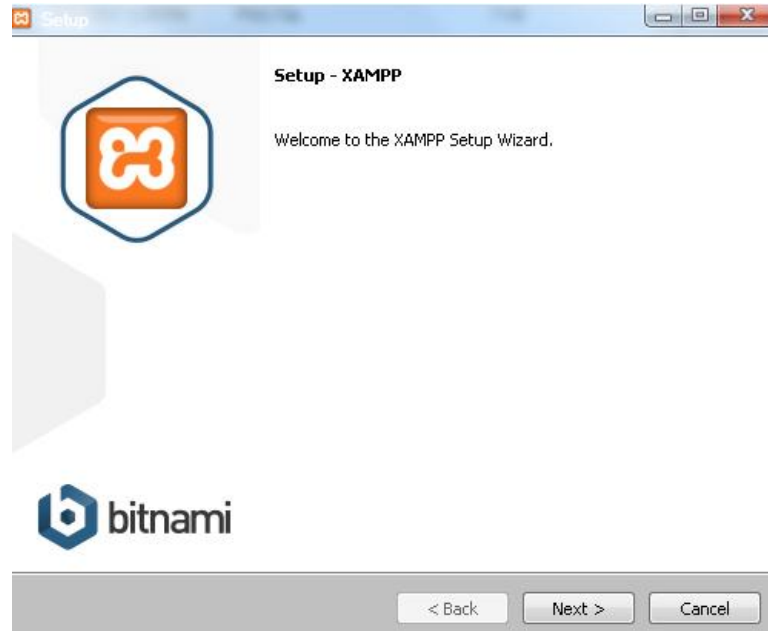 Setup
Setup - XAMPP
Welcome to the XAMPP Setup Wizard.
bitnami
< Back
Next >
Cancel